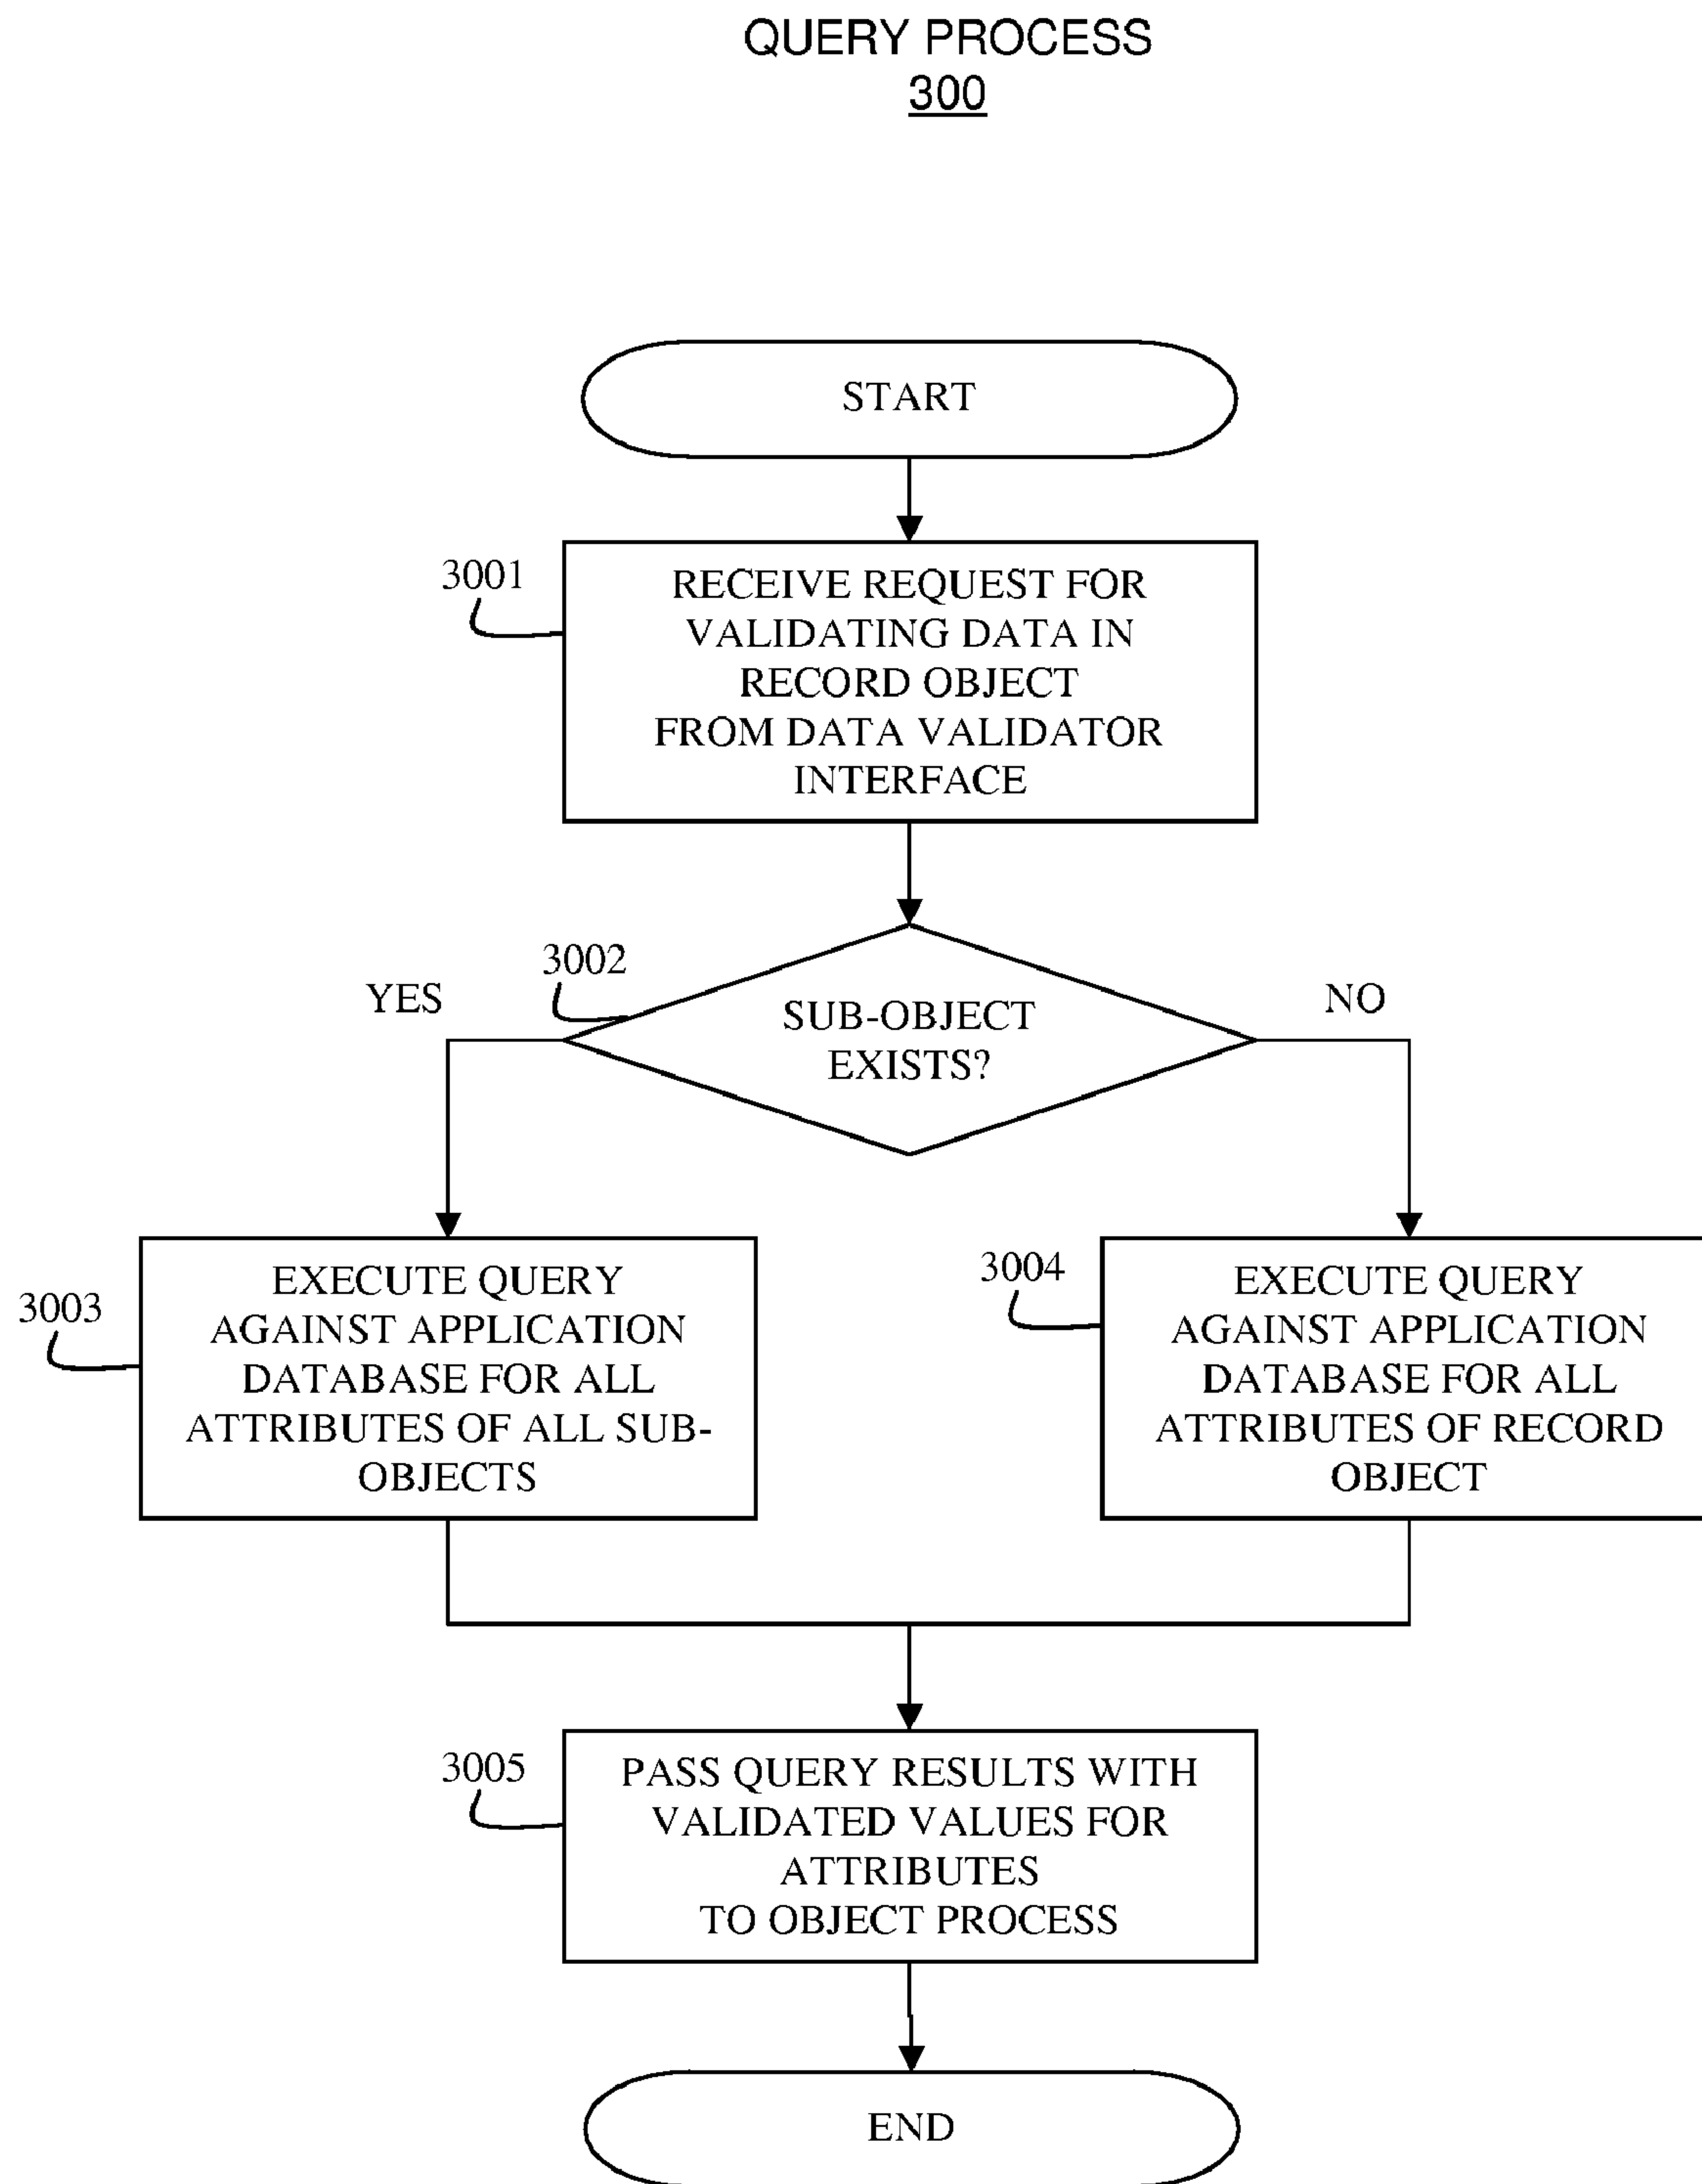 QUERY PROCESS
300
START
3001
RECEIVE REQUEST FOR
VALIDATING DATA IN
RECORD OBJECT
FROM DATA VALIDATOR
INTERFACE
3002
YES
SUB-OBJECT
EXISTS?
NO
3003
EXECUTE QUERY
AGAINST APPLICATION
DATABASE FOR ALL
ATTRIBUTES OF ALL SUB-
OBJECTS
3004
EXECUTE QUERY
AGAINST APPLICATION
DATABASE FOR ALL
ATTRIBUTES OF RECORD
OBJECT
3005
PASS QUERY RESULTS WITH
VALIDATED VALUES FOR
ATTRIBUTES
TO OBJECT PROCESS
END